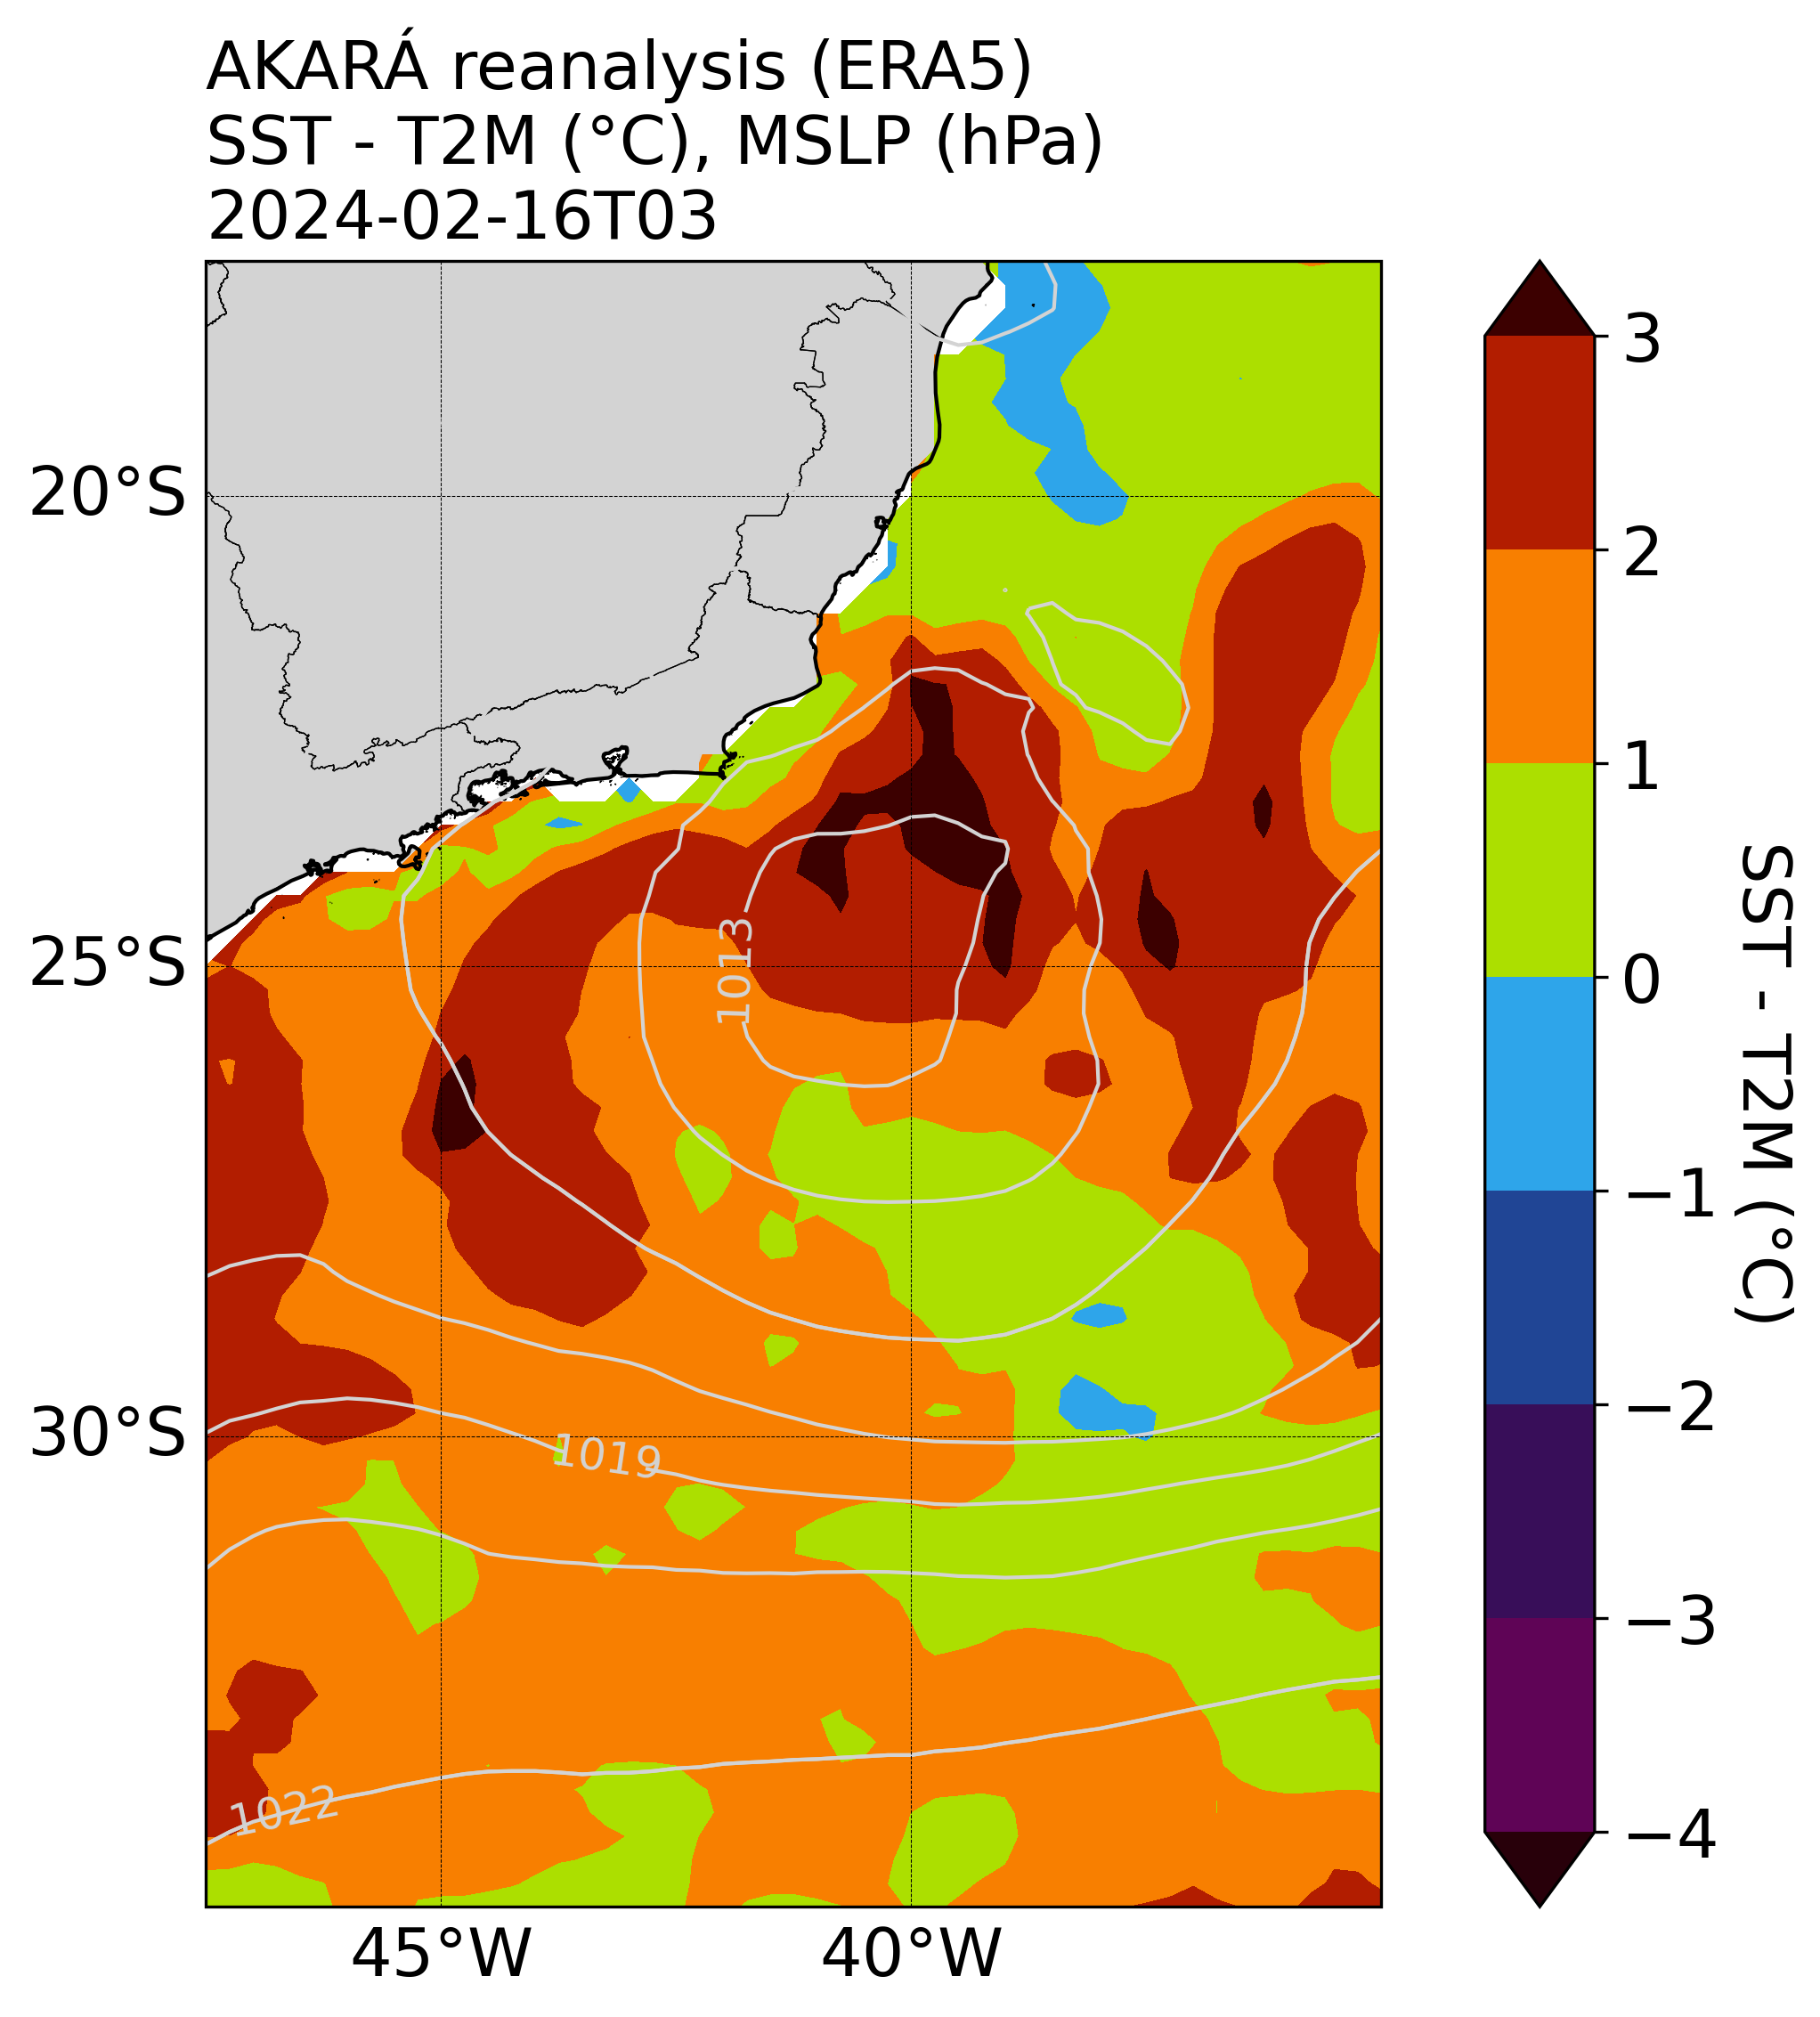 AKARÁ reanalysis (ERA5)
SST - T2M (°C), MSLP (hPa)
2024-02-16T03
20°S
25°S
30°S
45°W
40°W
1013
1019
1022
3
2
1
0
−1
−2
−3
−4
SST - T2M (°C)